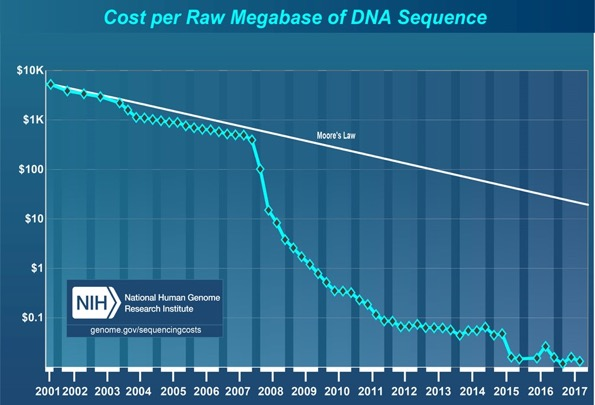 Cost per Raw Megabase of DNA Sequence
$10K
$1K
$100
$10
$1
$0.1
Moore's Law
NIH
National Human Genome
Research Institute
genome.gov/sequencingcosts
2001 2002 2003 2004 2005 2006 2007 2008 2009 2010 2011 2012 2013 2014 2015 2016 2017